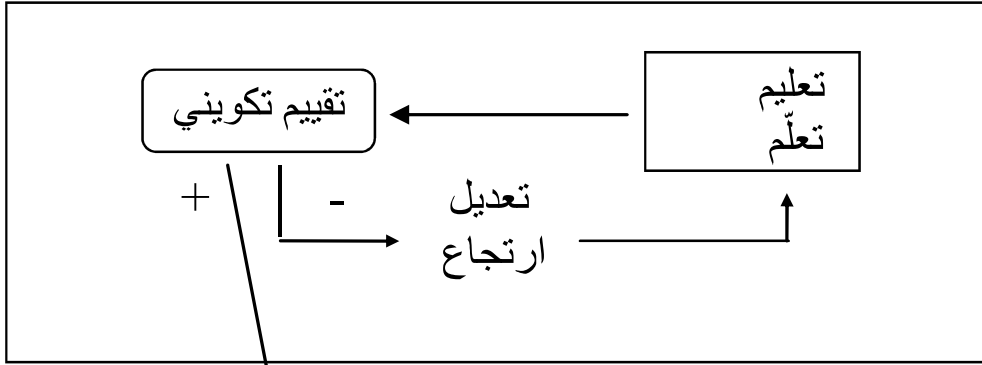 تعليم
تعلّم
تقييم تكويني
+
-
تعديل
ارتجاع